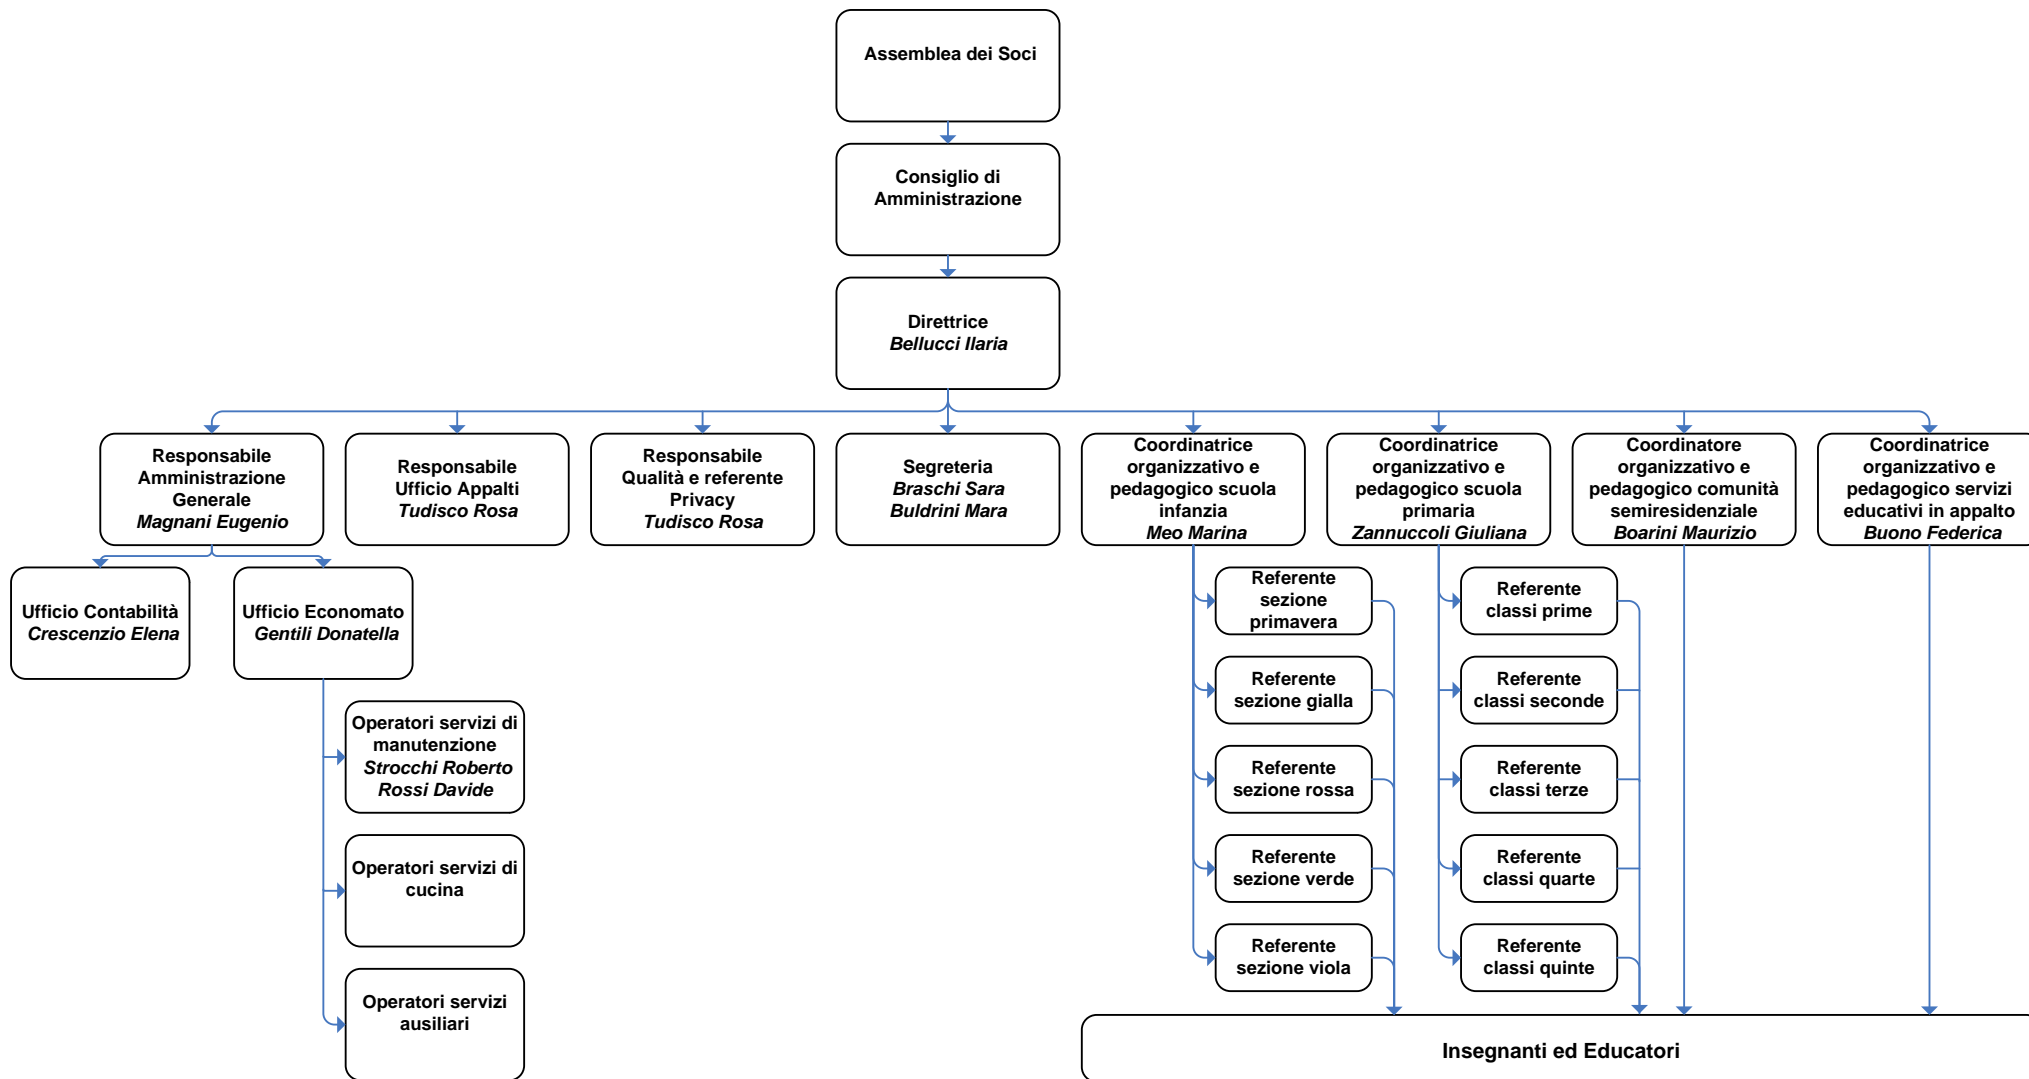 Assemblea dei Soci
Consiglio di
Amministrazione
Direttrice
Bellucci Ilaria
Responsabile
Amministrazione
Generale
Magnani Eugenio
Responsabile
Ufficio Appalti
Tudisco Rosa
Responsabile
Qualità e referente
Privacy
Tudisco Rosa
Segreteria
Braschi Sara
Buldrini Mara
Coordinatrice
organizzativo e
pedagogico scuola
infanzia
Meo Marina
Coordinatrice
organizzativo e
pedagogico scuola
primaria
Zannuccoli Giuliana
Coordinatore
organizzativo e
pedagogico comunità
semiresidenziale
Boarini Maurizio
Coordinatrice
organizzativo e
pedagogico servizi
educativi in appalto
Buono Federica
Ufficio Contabilità
Crescenzio Elena
Ufficio Economato
Gentili Donatella
Operatori servizi di
manutenzione
Strocchi Roberto
Rossi Davide
Operatori servizi di
cucina
Operatori servizi
ausiliari
Referente
sezione
primavera
Referente
sezione gialla
Referente
sezione rossa
Referente
sezione verde
Referente
sezione viola
Referente
classi prime
Referente
classi seconde
Referente
classi terze
Referente
classi quarte
Referente
classi quinte
Insegnanti ed Educatori